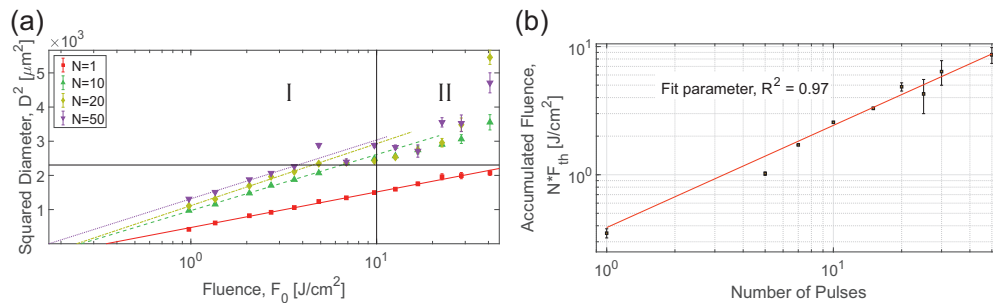 (a)
×10³
Squared Diameter, D² [μm²]
5
4
3
2
1
N=1
N=10
N=20
N=50
I
II
10⁰
10¹
Fluence, F₀ [J/cm²]
(b)
Accumulated Fluence,
N*Fₜₕ [J/cm²]
10¹
10⁰
Fit parameter, R² = 0.97
10⁰
10¹
Number of Pulses